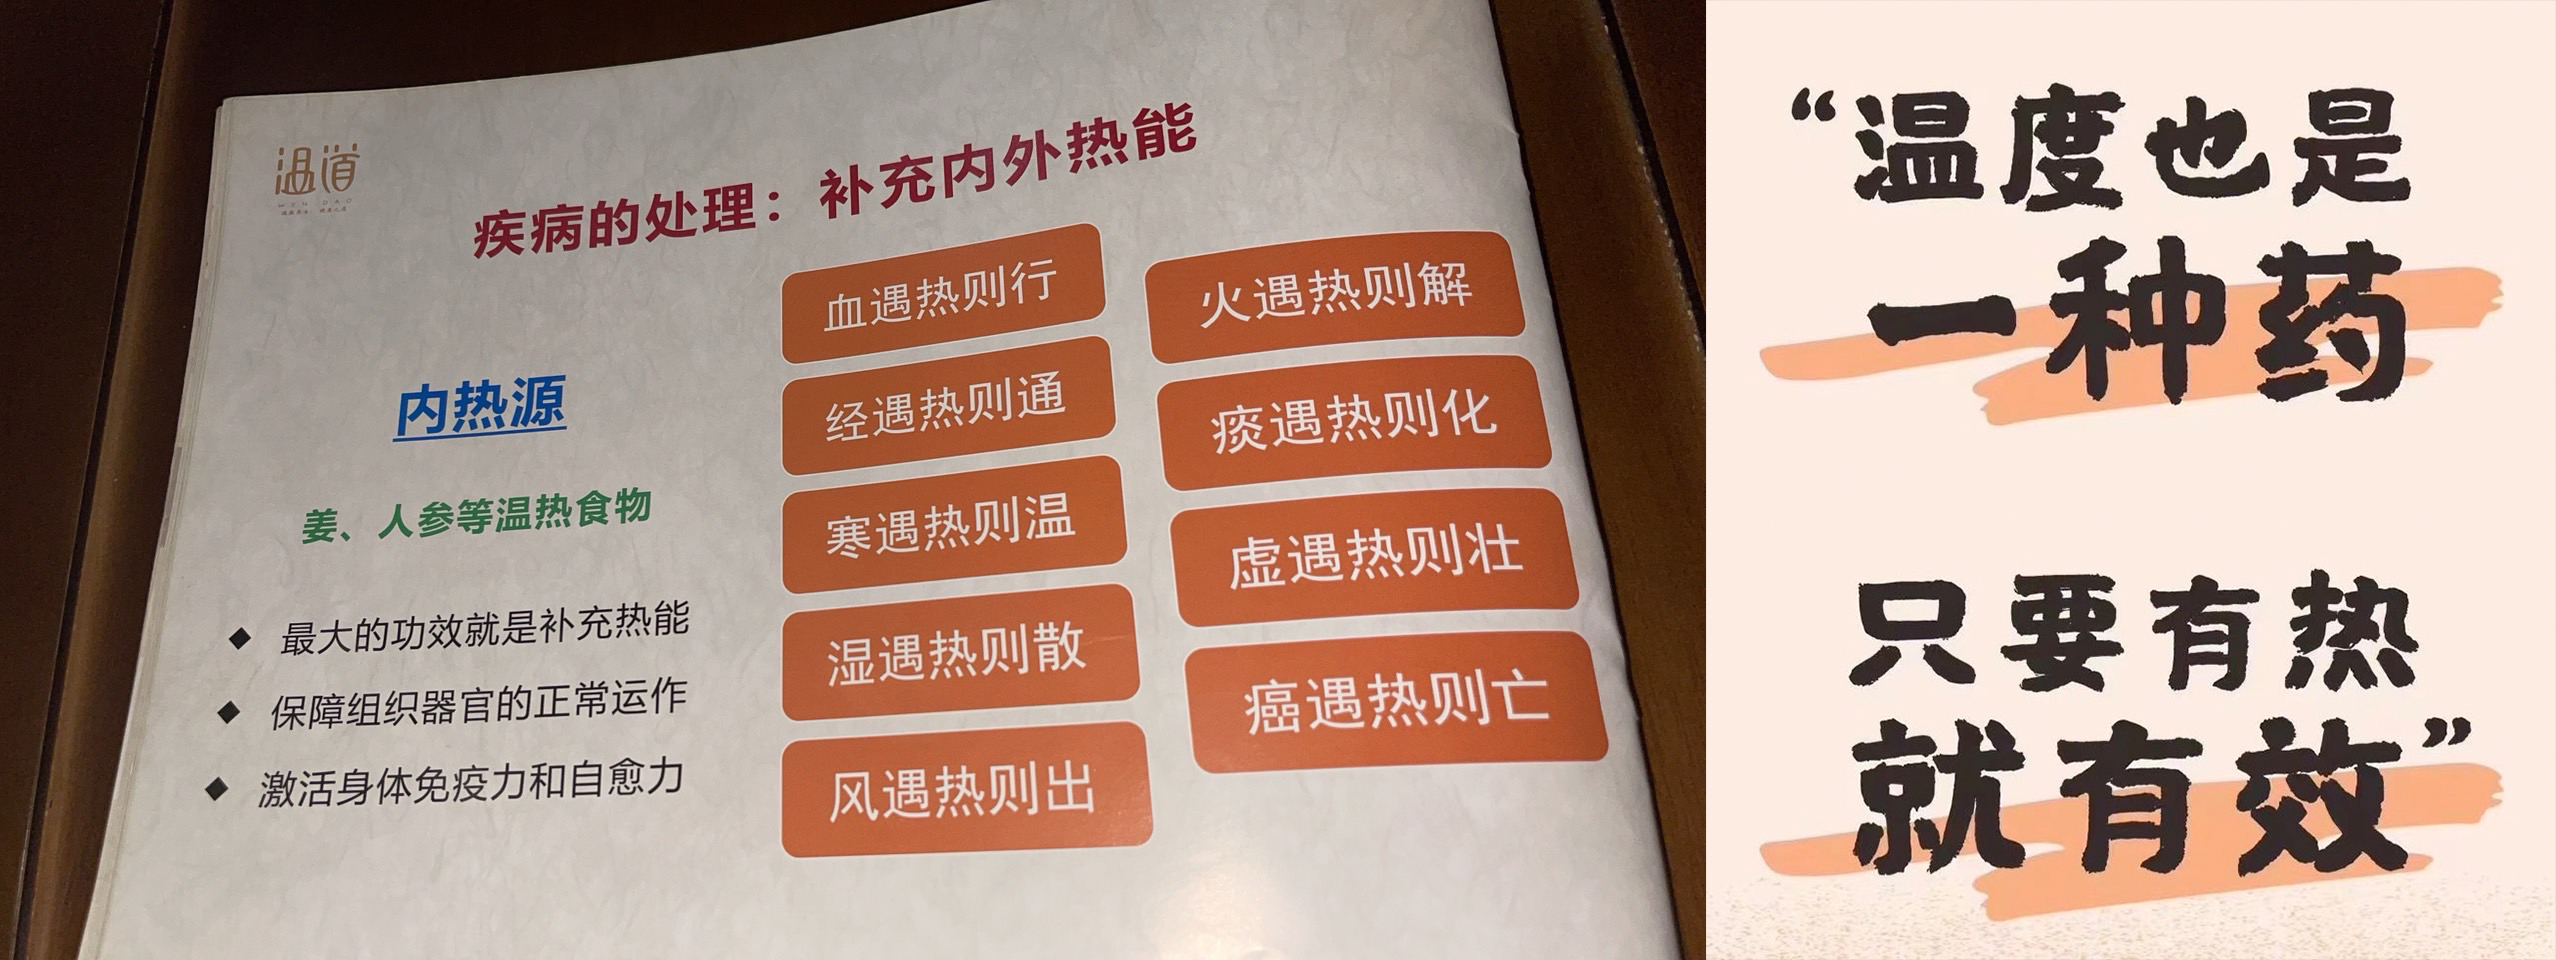 温道
WEN DAO
疾病的处理：补充内外热能
内热源
姜、人参等温热食物
◆ 最大的功效就是补充热能
◆ 保障组织器官的正常运作
◆ 激活身体免疫力和自愈力
血遇热则行
经遇热则通
寒遇热则温
湿遇热则散
风遇热则出
火遇热则解
痰遇热则化
虚遇热则壮
癌遇热则亡
“温度也是
一种药
只要有热
就有效”